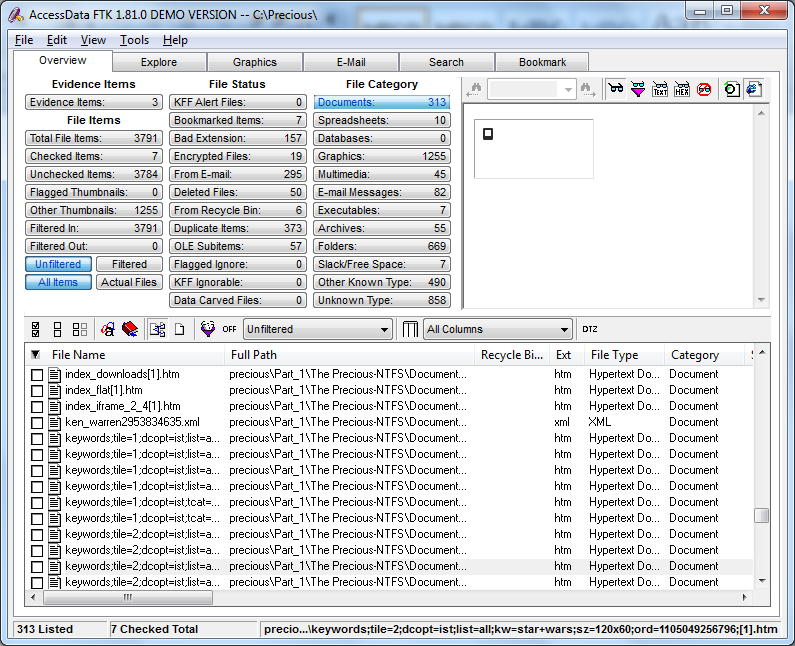 AccessData FTK 1.81.0 DEMO VERSION -- C:\Precious\
File Edit View Tools Help
Overview Explore Graphics E-Mail Search Bookmark
Evidence Items File Status File Category
Evidence Items: 3 KFF Alert Files: 0 Documents: 313
File Items Bookmarked Items: 7 Spreadsheets: 10
Total File Items: 3791 Bad Extension: 157 Databases: 0
Checked Items: 7 Encrypted Files: 19 Graphics: 1255
Unchecked Items: 3784 From E-mail: 295 Multimedia: 45
Flagged Thumbnails: 0 Deleted Files: 50 E-mail Messages: 82
Other Thumbnails: 1255 From Recycle Bin: 6 Executables: 7
Filtered In: 3791 Duplicate Items: 373 Archives: 55
Filtered Out: 0 OLE Subitems: 57 Folders: 669
Unfiltered Filtered Flagged Ignore: 0 Slack/Free Space: 7
All Items Actual Files KFF Ignorable: 0 Other Known Type: 490
Data Carved Files: 0 Unknown Type: 858
TEXT HEX
OFF Unfiltered All Columns DTZ
File Name Full Path Recycle Bi... Ext File Type Category
index_downloads[1].htm precious\Part_1\The Precious-NTFS\Document... htm Hypertext Do... Document
index_flat[1].htm precious\Part_1\The Precious-NTFS\Document... htm Hypertext Do... Document
index_iframe_2_4[1].htm precious\Part_1\The Precious-NTFS\Document... htm Hypertext Do... Document
ken_warren2953834635.xml precious\Part_1\The Precious-NTFS\Document... xml XML Document
keywords;tile=1;dcopt=ist;list=a... precious\Part_1\The Precious-NTFS\Document... htm Hypertext Do... Document
keywords;tile=1;dcopt=ist;list=a... precious\Part_1\The Precious-NTFS\Document... htm Hypertext Do... Document
keywords;tile=1;dcopt=ist;list=a... precious\Part_1\The Precious-NTFS\Document... htm Hypertext Do... Document
keywords;tile=1;dcopt=ist;list=a... precious\Part_1\The Precious-NTFS\Document... htm Hypertext Do... Document
keywords;tile=1;dcopt=ist;tcat=... precious\Part_1\The Precious-NTFS\Document... htm Hypertext Do... Document
keywords;tile=1;dcopt=ist;tcat=... precious\Part_1\The Precious-NTFS\Document... htm Hypertext Do... Document
keywords;tile=2;dcopt=ist;list=a... precious\Part_1\The Precious-NTFS\Document... htm Hypertext Do... Document
keywords;tile=2;dcopt=ist;list=a... precious\Part_1\The Precious-NTFS\Document... htm Hypertext Do... Document
keywords;tile=2;dcopt=ist;list=a... precious\Part_1\The Precious-NTFS\Document... htm Hypertext Do... Document
keywords;tile=2;dcopt=ist;list=a... precious\Part_1\The Precious-NTFS\Document... htm Hypertext Do... Document
313 Listed 7 Checked Total precio...\keywords;tile=2;dcopt=ist;list=all;kw=star+wars;sz=120x60;ord=1105049256796;[1].htm